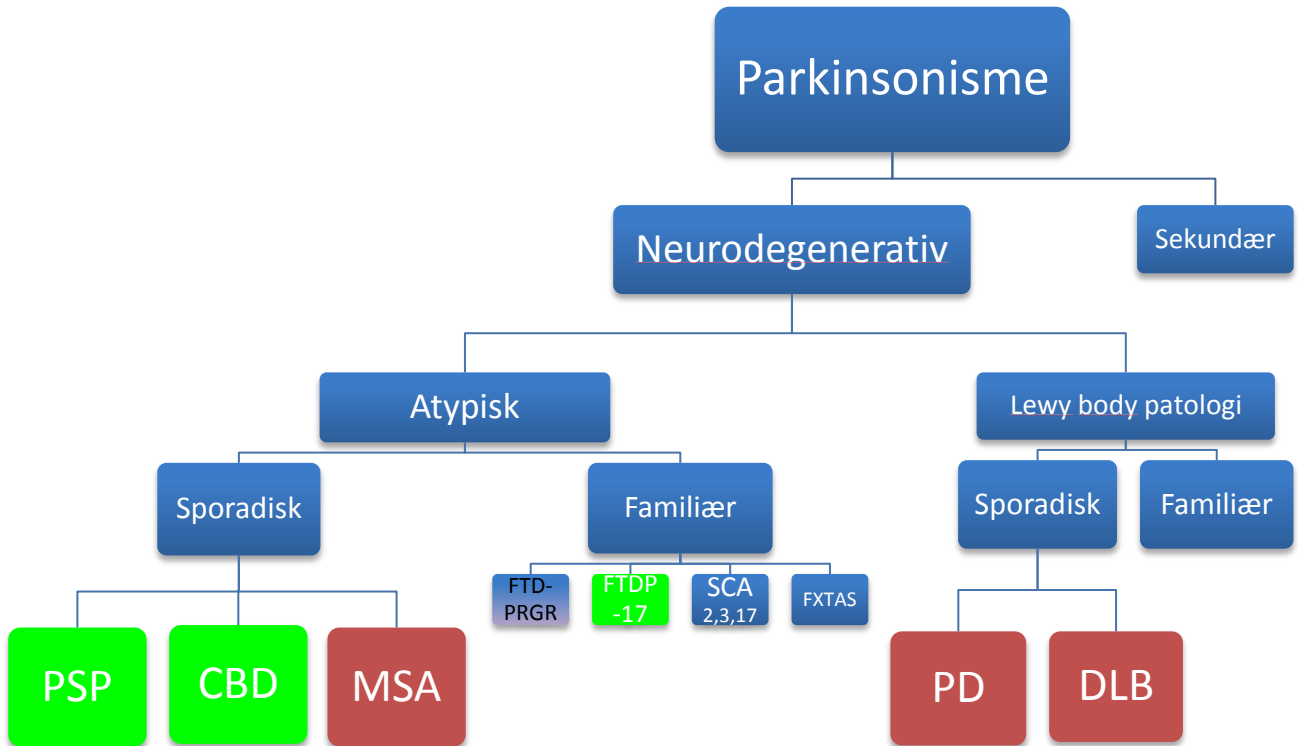 Parkinsonisme
Neurodegenerativ
Sekundær
Atypisk
Lewy body patologi
Sporadisk
Familiær
Sporadisk
Familiær
FTD-
PRGR
FTDP
-17
SCA
2,3,17
FXTAS
PSP
CBD
MSA
PD
DLB